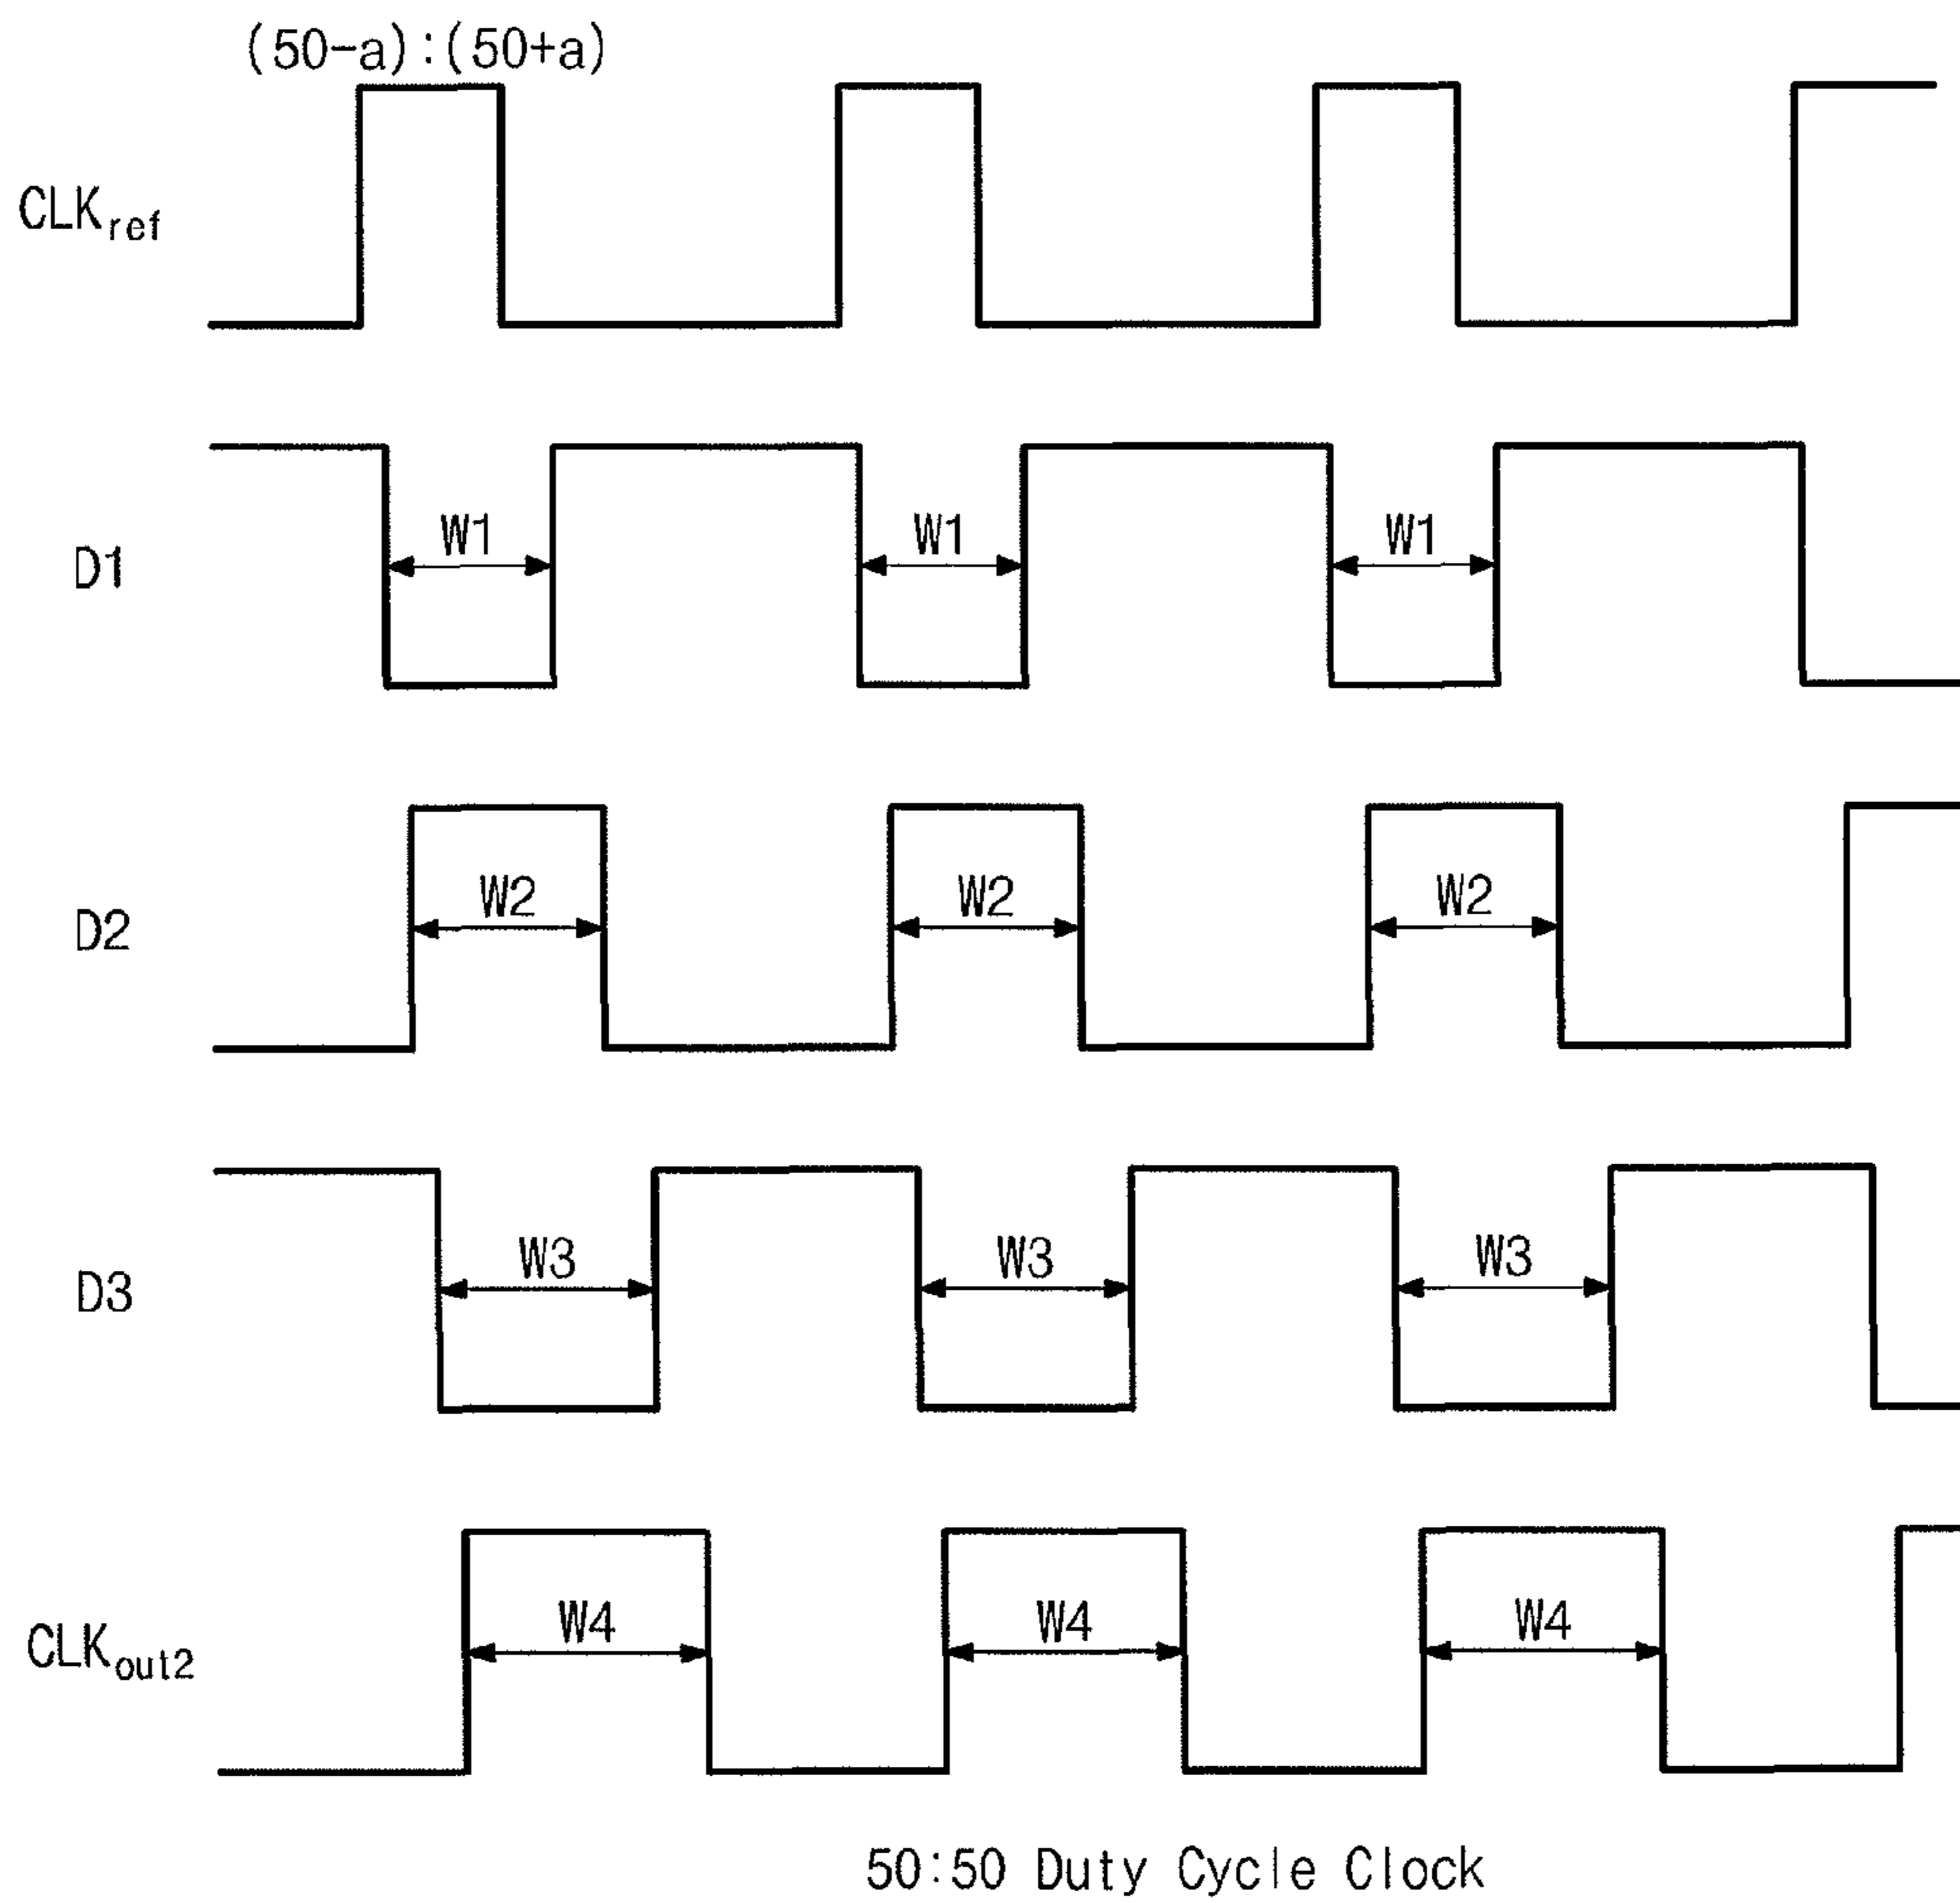 (50-a):(50+a)
CLKref
D1
W1 W1 W1
D2
W2 W2 W2
D3
W3 W3 W3
CLKout2
W4 W4 W4
50:50 Duty Cycle Clock